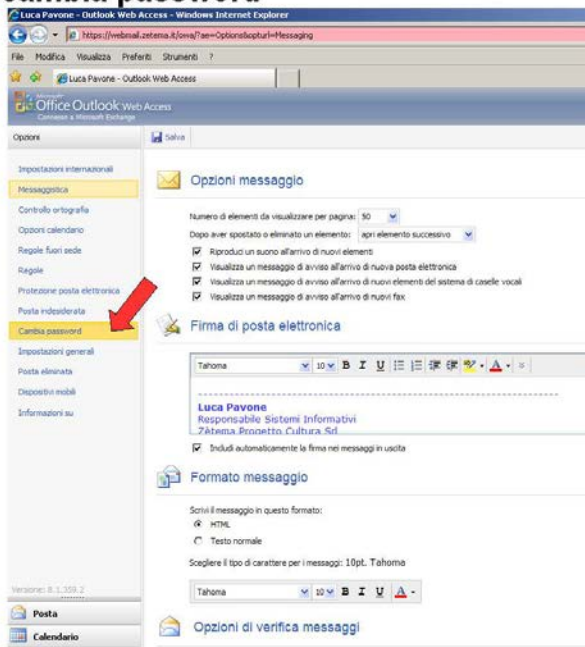 cambia password
Luca Pavone - Outlook Web Access - Windows Internet Explorer
https://webmail.zetema.it/owa/?ae=Options&opturl=Messaging
File Modifica Visualizza Preferiti Strumenti ?
Luca Pavone - Outlook Web Access
Microsoft
Office Outlook Web Access
Connesso a Microsoft Exchange
Opzioni
Salva
Impostazioni internazionali
Messaggistica
Controllo ortografia
Opzioni calendario
Regole fuori sede
Regole
Protezione posta elettronica
Posta indesiderata
Cambia password
Impostazioni generali
Posta eliminata
Dispositivi mobili
Informazioni su
Versione: 8.1.359.2
Posta
Calendario
Opzioni messaggio
Numero di elementi da visualizzare per pagina: 50
Dopo aver spostato o eliminato un elemento: apri elemento successivo
Riproduci un suono all'arrivo di nuovi elementi
Visualizza un messaggio di avviso all'arrivo di nuova posta elettronica
Visualizza un messaggio di avviso all'arrivo di nuovi elementi del sistema di caselle vocali
Visualizza un messaggio di avviso all'arrivo di nuovi fax
Firma di posta elettronica
Tahoma 10 B I U A
Luca Pavone
Responsabile Sistemi Informativi
Zètema Progetto Cultura Srl
Includi automaticamente la firma nei messaggi in uscita
Formato messaggio
Scrivi il messaggio in questo formato:
HTML
Testo normale
Scegliere il tipo di carattere per i messaggi: 10pt. Tahoma
Tahoma 10 B I U A
Opzioni di verifica messaggi